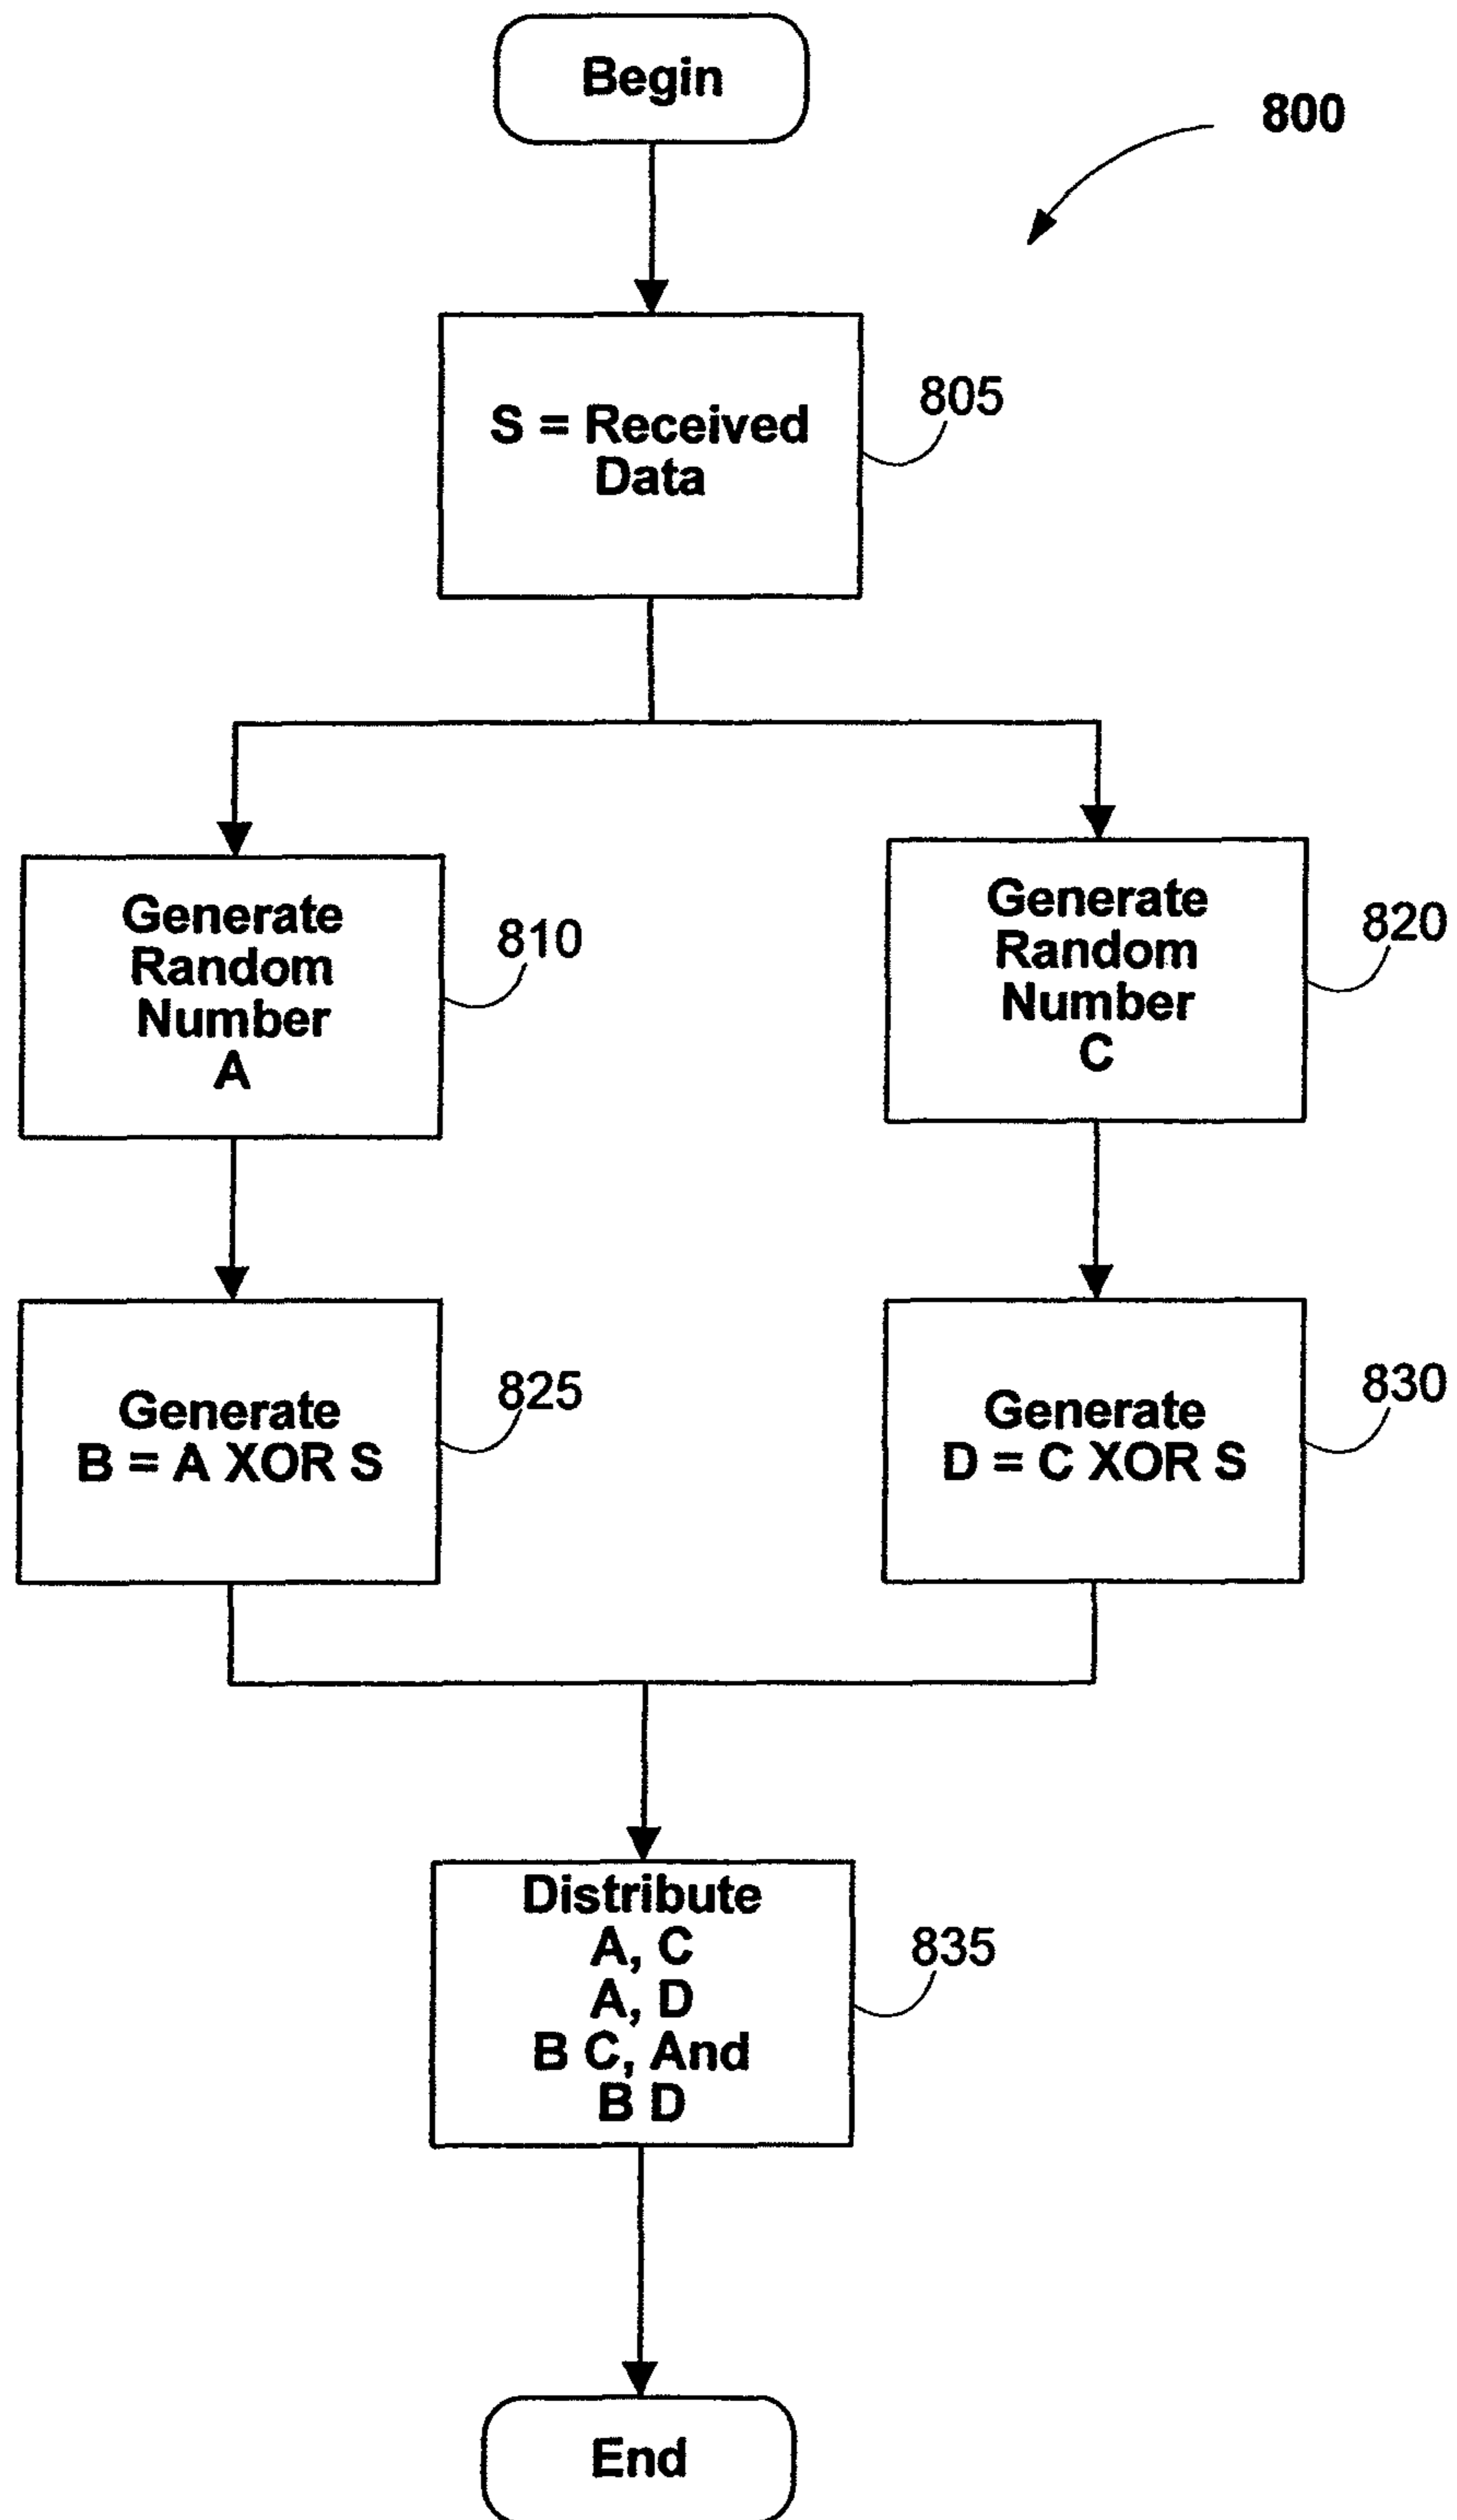 Begin
800
S = Received
Data
805
Generate
Random
Number
A
810
Generate
Random
Number
C
820
Generate
B = A XOR S
825
Generate
D = C XOR S
830
Distribute
A, C
A, D
B C, And
B D
835
End